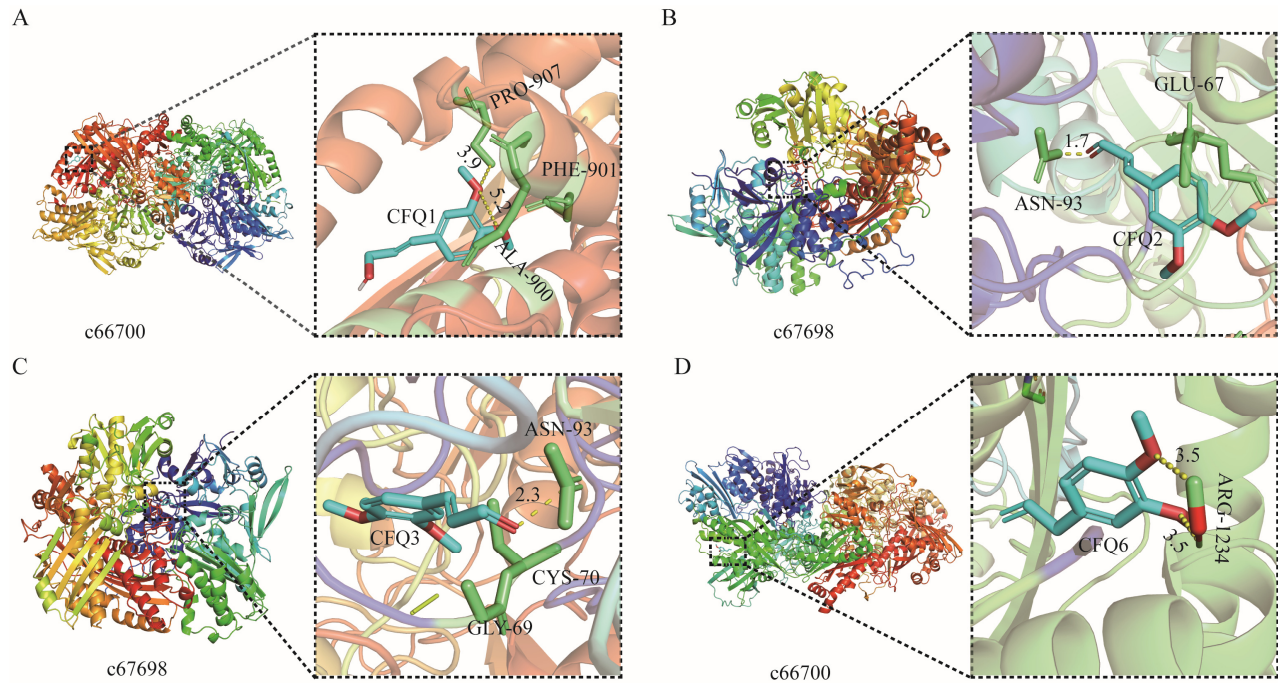 A
PRO-907
3.9
PHE-901
5.2
CFQ1
ALA-900
c66700
B
GLU-67
1.7
ASN-93
CFQ2
c67698
C
ASN-93
2.3
CFQ3
CYS-70
GLY-69
c67698
D
3.5
ARG-1234
CFQ6
3.5
c66700